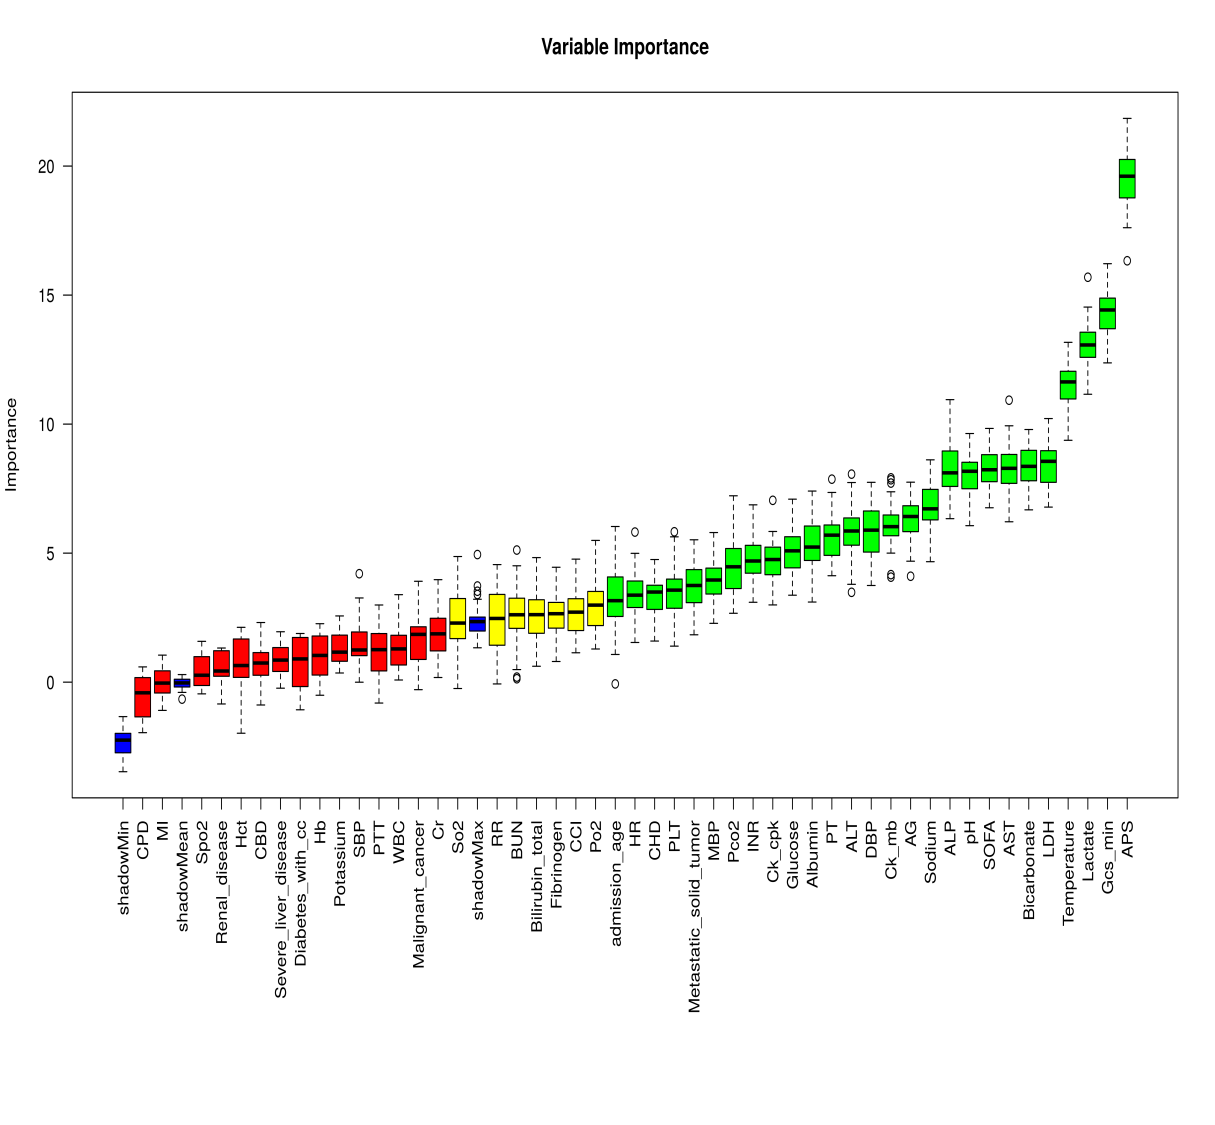 Variable Importance
Importance
20
15
10
5
0
shadowMin
CPD
MI
shadowMean
Spo2
Renal_disease
Hct
CBD
Severe_liver_disease
Diabetes_with_cc
Hb
Potassium
SBP
PTT
WBC
Malignant_cancer
Cr
So2
shadowMax
RR
BUN
Bilirubin_total
Fibrinogen
CCI
Po2
admission_age
HR
CHD
PLT
Metastatic_solid_tumor
MBP
Pco2
INR
Ck_cpk
Glucose
Albumin
PT
ALT
DBP
Ck_mb
AG
Sodium
ALP
pH
SOFA
AST
Bicarbonate
LDH
Temperature
Lactate
Gcs_min
APS